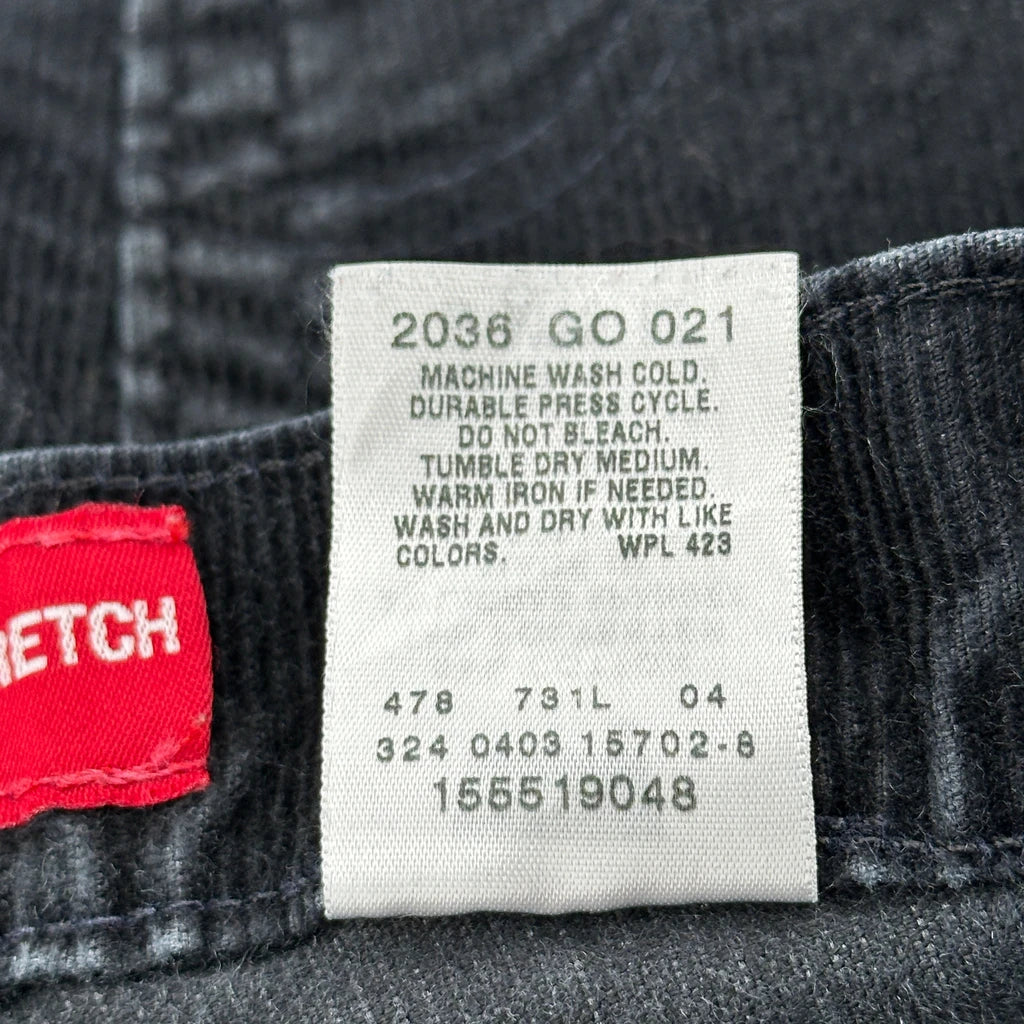 2036 GO 021
MACHINE WASH COLD.
DURABLE PRESS CYCLE.
DO NOT BLEACH.
TUMBLE DRY MEDIUM.
WARM IRON IF NEEDED.
WASH AND DRY WITH LIKE
COLORS. WPL 423
RETCH
478 731L 04
324 0403 15702-8
155519048